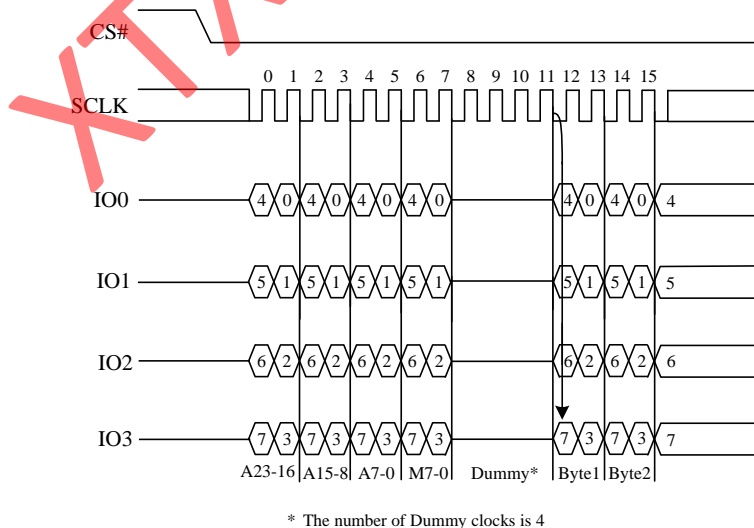 XTX
CS#
0 1 2 3 4 5 6 7 8 9 10 11 12 13 14 15
SCLK
IO0 4 0 4 0 4 0 4 0 4 0 4 0 4
IO1 5 1 5 1 5 1 5 1 5 1 5 1 5
IO2 6 2 6 2 6 2 6 2 6 2 6 2 6
IO3 7 3 7 3 7 3 7 3 7 3 7 3 7
A23-16 A15-8 A7-0 M7-0 Dummy* Byte1 Byte2
* The number of Dummy clocks is 4